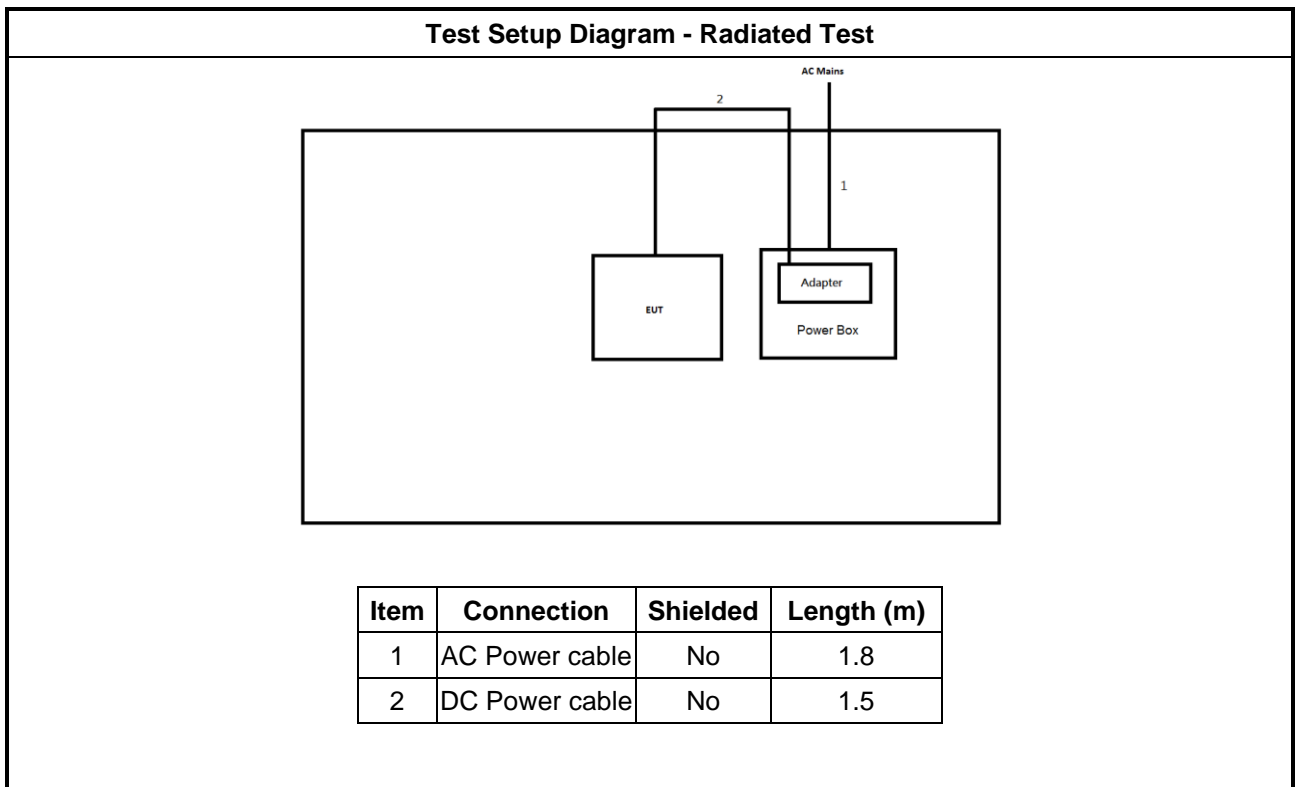 Test Setup Diagram - Radiated Test
AC Mains
2
1
Adapter
EUT
Power Box
Item Connection Shielded Length (m)
1 AC Power cable No 1.8
2 DC Power cable No 1.5